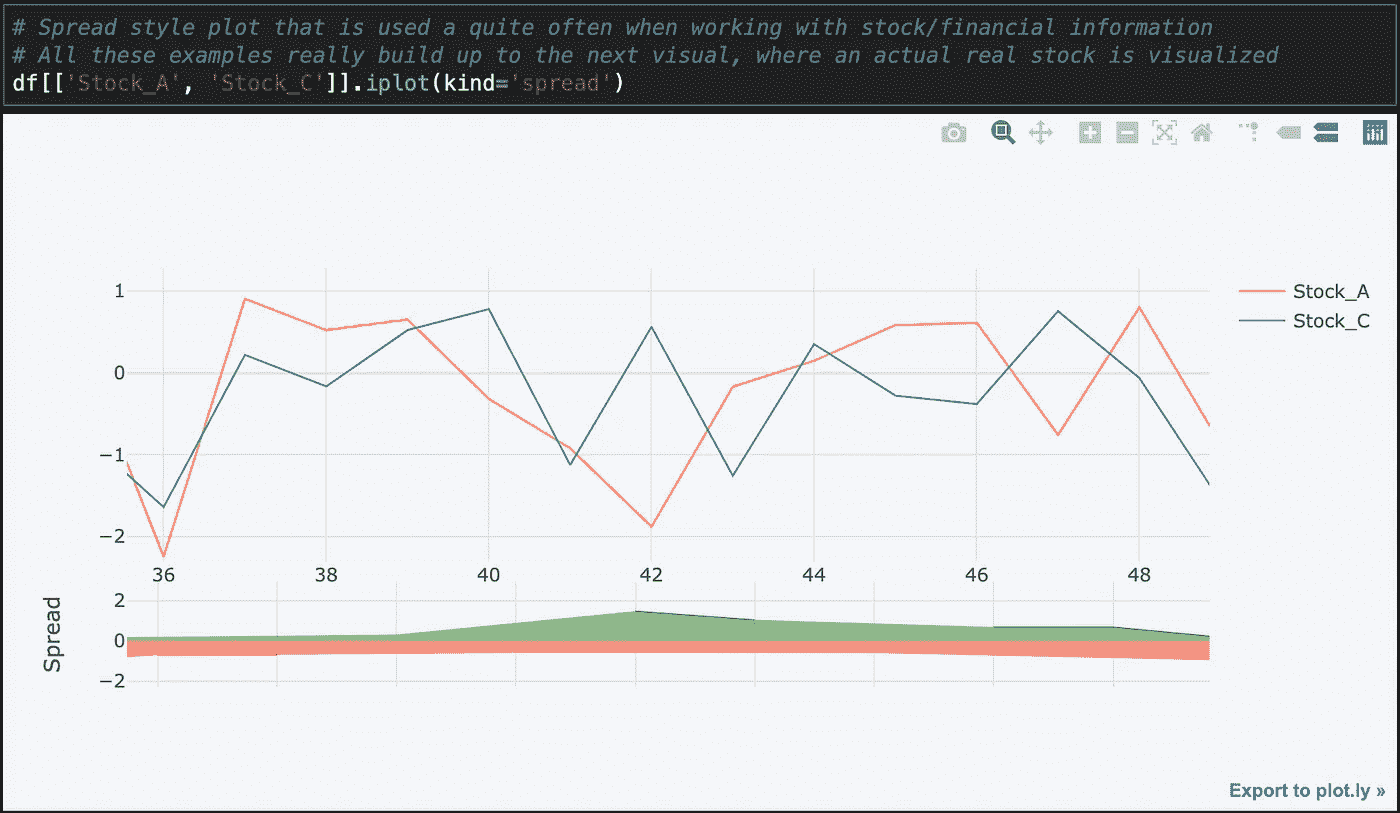 # Spread style plot that is used a quite often when working with stock/financial information
# All these examples really build up to the next visual, where an actual real stock is visualized
df[['Stock_A', 'Stock_C']].iplot(kind='spread')
1
Stock_A
Stock_C
0
−1
−2
36 38 40 42 44 46 48
2
0
−2
Spread
Export to plot.ly »